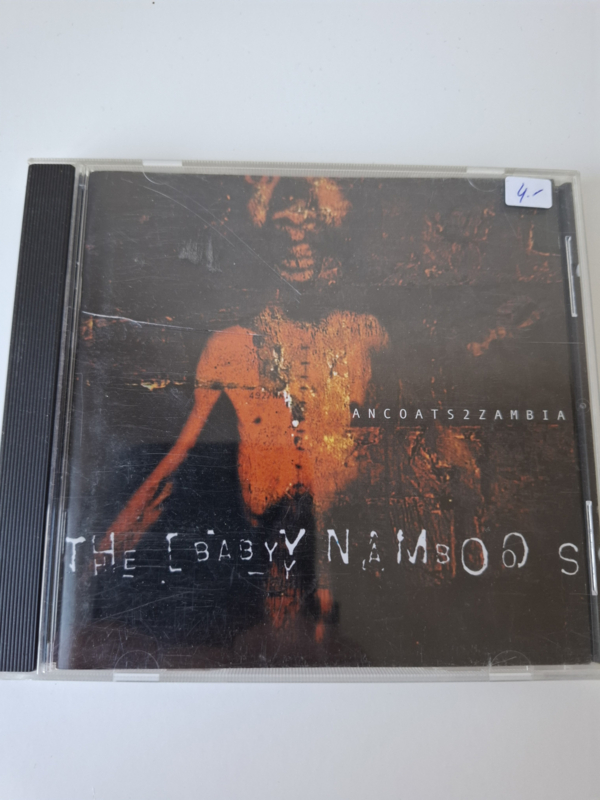 4.-
ANCOATS2ZAMBIA
THE BABY NAMBOOS